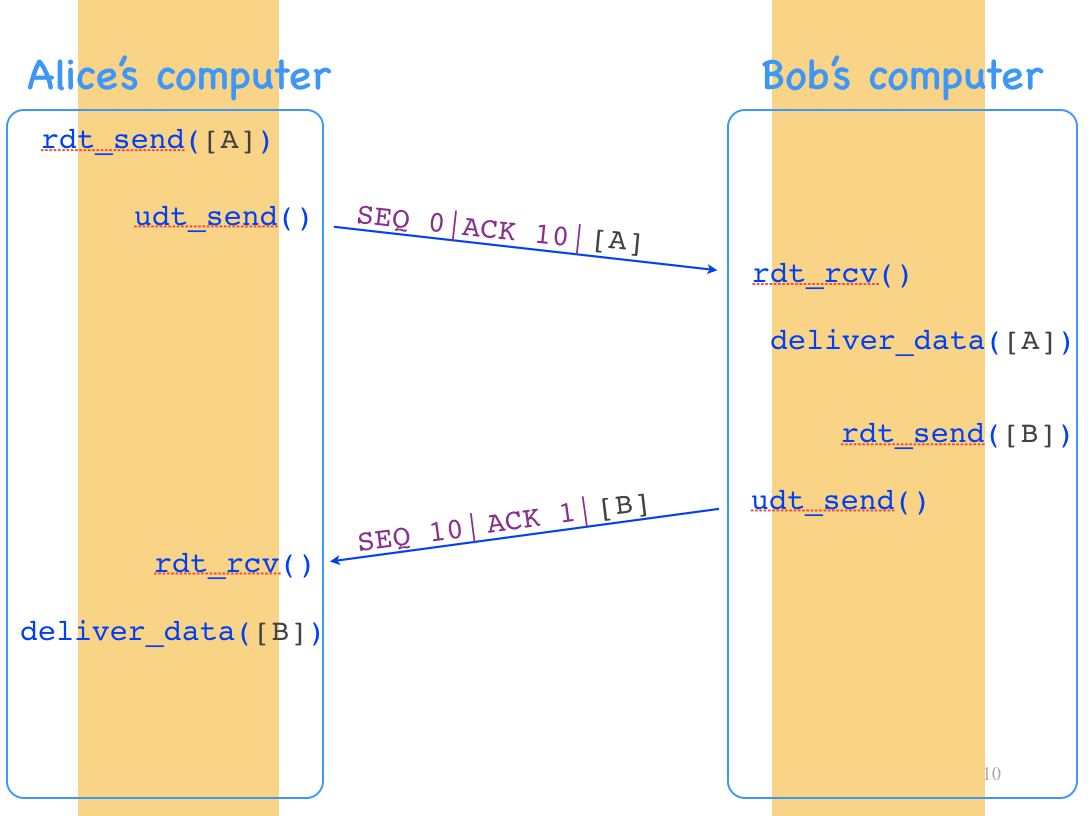 Alice's computer
Bob's computer
rdt_send([A])
udt_send()
SEQ 0|ACK 10|[A]
rdt_rcv()
deliver_data([A])
rdt_send([B])
udt_send()
SEQ 10| ACK 1|[B]
rdt_rcv()
deliver_data([B])
10